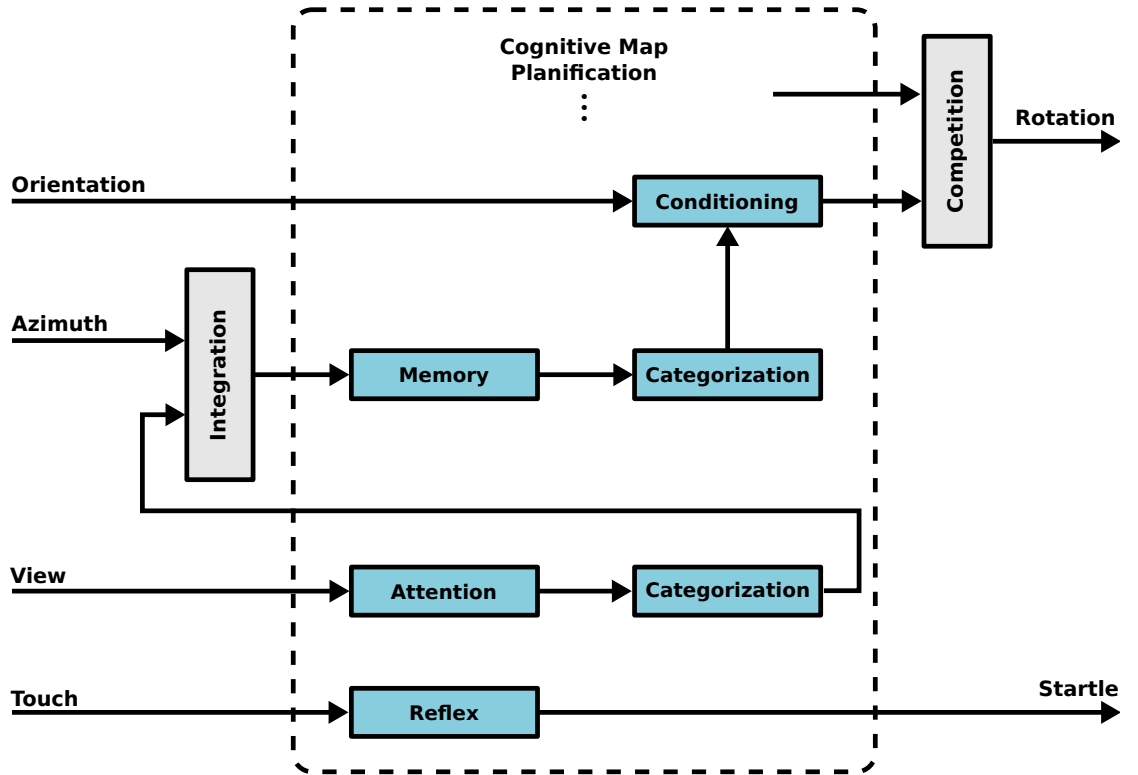 Cognitive Map
Planification
⋮
Competition
Rotation
Orientation
Conditioning
Azimuth
Integration
Memory
Categorization
View
Attention
Categorization
Touch
Reflex
Startle